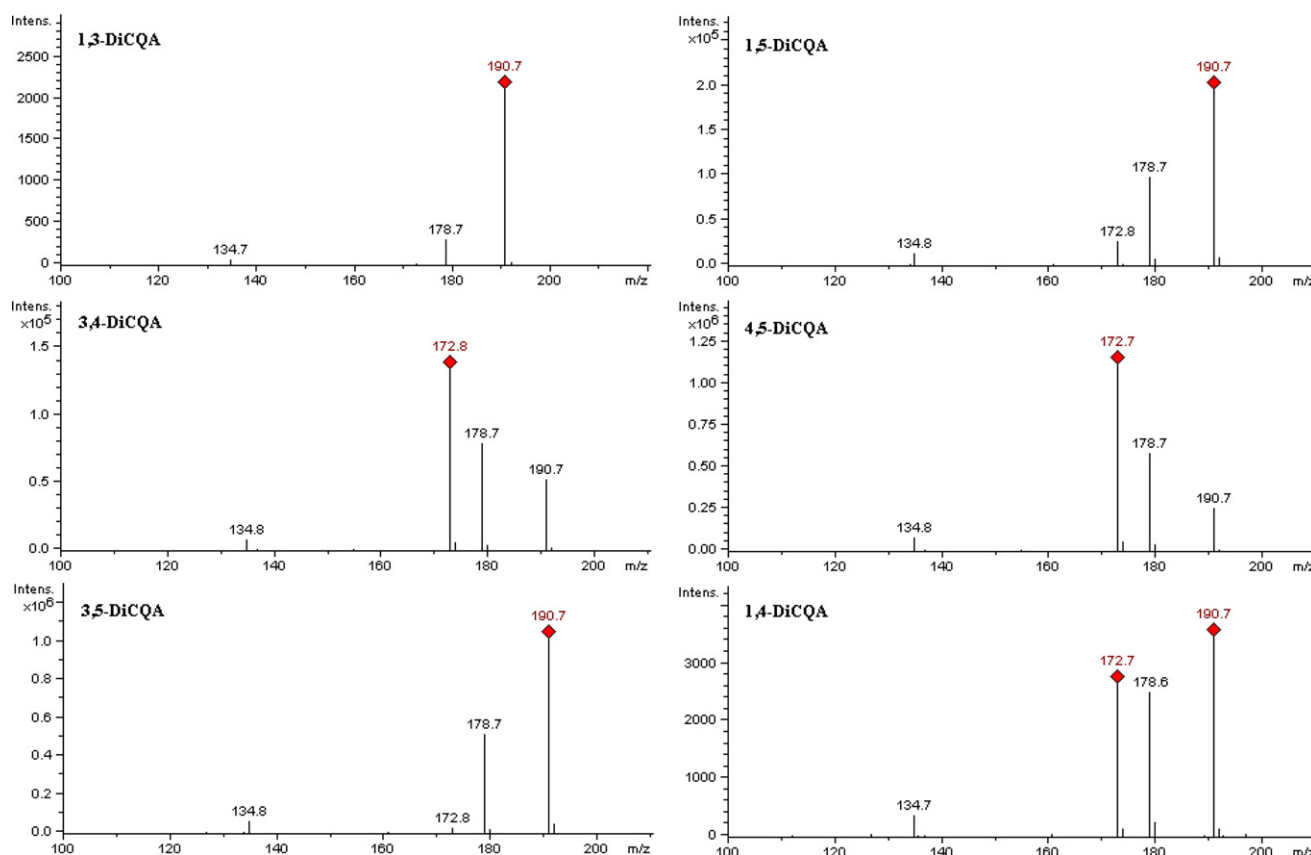 Intens.
1,3-DiCQA
2500
2000
1500
1000
500
0
190.7
178.7
134.7
100 120 140 160 180 200 m/z
Intens.
x10⁵
1,5-DiCQA
2.0
1.5
1.0
0.5
0.0
190.7
178.7
172.8
134.8
100 120 140 160 180 200 m/z
Intens.
x10⁵
3,4-DiCQA
1.5
1.0
0.5
0.0
172.8
178.7
190.7
134.8
100 120 140 160 180 200 m/z
Intens.
x10⁶
4,5-DiCQA
1.25
1.00
0.75
0.50
0.25
0.00
172.7
178.7
190.7
134.8
100 120 140 160 180 200 m/z
Intens.
x10⁶
3,5-DiCQA
1.0
0.8
0.6
0.4
0.2
0.0
190.7
178.7
172.8
134.8
100 120 140 160 180 200 m/z
Intens.
1,4-DiCQA
3000
2000
1000
0
190.7
172.7
178.6
134.7
100 120 140 160 180 200 m/z